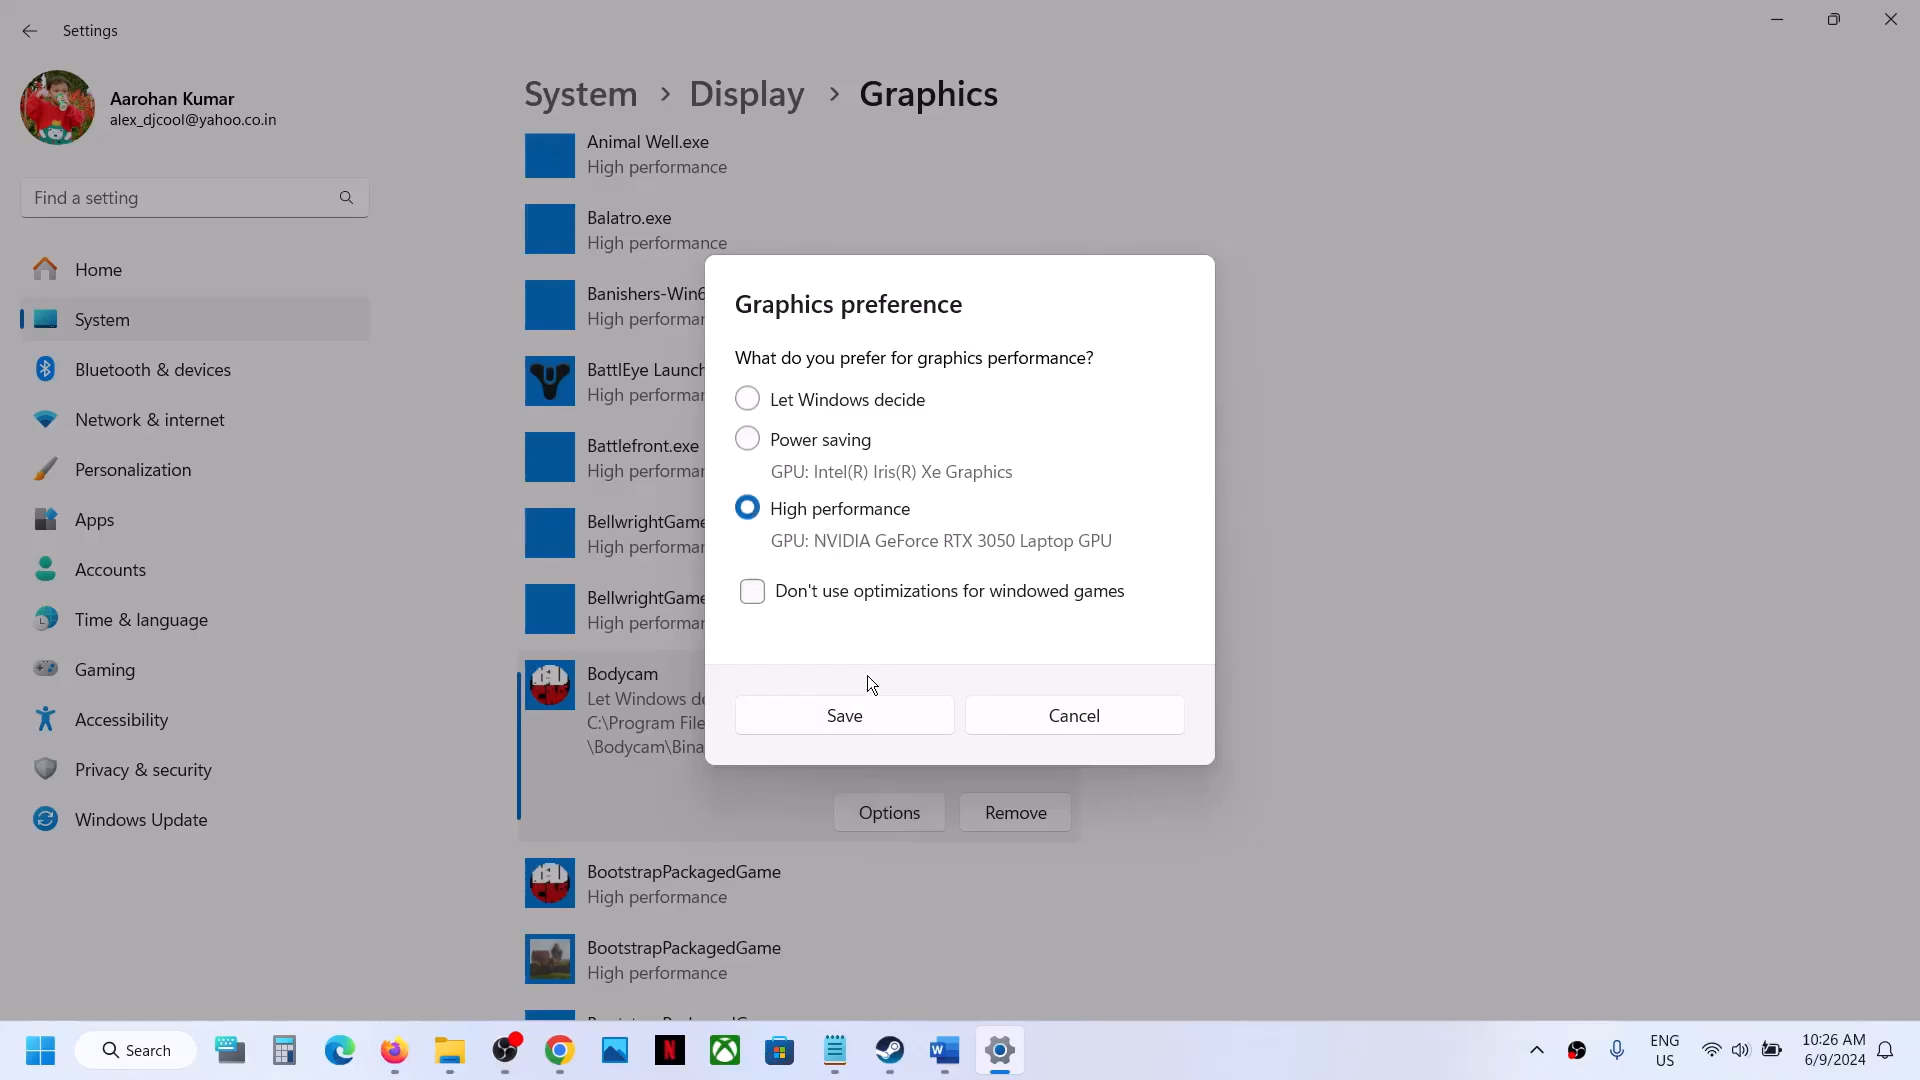 Settings
Aarohan Kumar
alex_djcool@yahoo.co.in
Find a setting
Home
System
Bluetooth & devices
Network & internet
Personalization
Apps
Accounts
Time & language
Gaming
Accessibility
Privacy & security
Windows Update
System > Display > Graphics
Animal Well.exe
High performance
Balatro.exe
High performance
Banishers-Win6
High performar
BattlEye Launch
High performar
Battlefront.exe
High performar
BellwrightGame
High performar
BellwrightGame
High performar
Bodycam
Let Windows de
C:\Program File
\Bodycam\Bina
Options
Remove
BootstrapPackagedGame
High performance
BootstrapPackagedGame
High performance
Graphics preference
What do you prefer for graphics performance?
Let Windows decide
Power saving
GPU: Intel(R) Iris(R) Xe Graphics
High performance
GPU: NVIDIA GeForce RTX 3050 Laptop GPU
Don't use optimizations for windowed games
Save
Cancel
Search
ENG
US
10:26 AM
6/9/2024